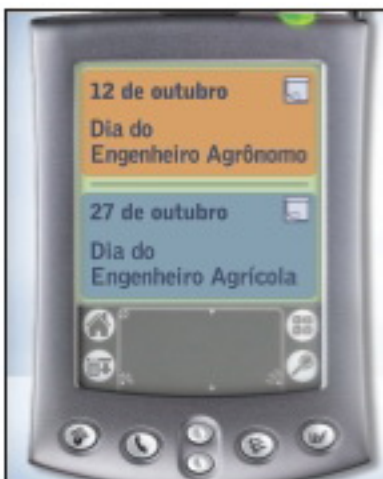 12 de outubro
Dia do
Engenheiro Agrônomo
27 de outubro
Dia do
Engenheiro Agrícola